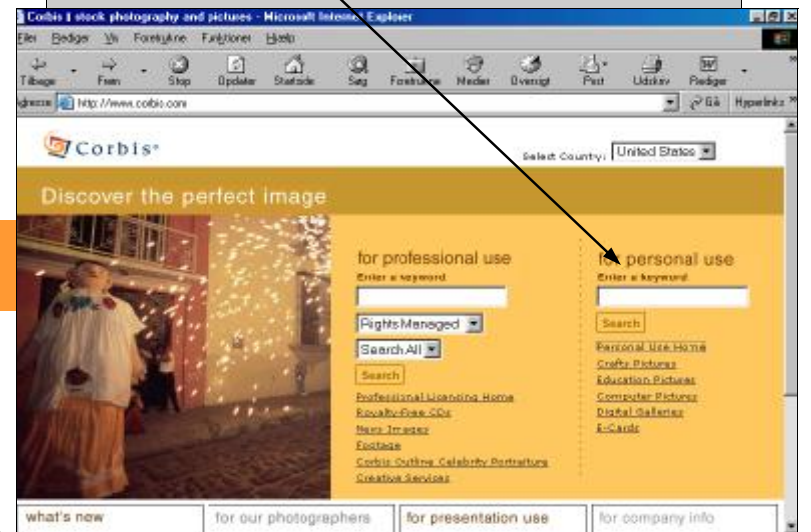 Corbis | stock photography and pictures - Microsoft Internet Explorer
Filer Rediger Vis Foretrukne Funktioner Hjælp
Tilbage Frem Stop Opdater Startside Søg Foretrukne Medier Oversigt Post Udskriv Rediger
Adresse http://www.corbis.com Gå Hyperlinks
Corbis
Select Country: United States
Discover the perfect image
for professional use
Enter a keyword
Rights Managed
Search All
Search
Professional Licensing Home
Royalty-Free CDs
News Images
Footage
Corbis Outline Celebrity Portraiture
Creative Services
for personal use
Enter a keyword
Search
Personal Use Home
Crafts Pictures
Education Pictures
Computer Pictures
Digital Galleries
E-Cards
what's new
for our photographers
for presentation use
for company info